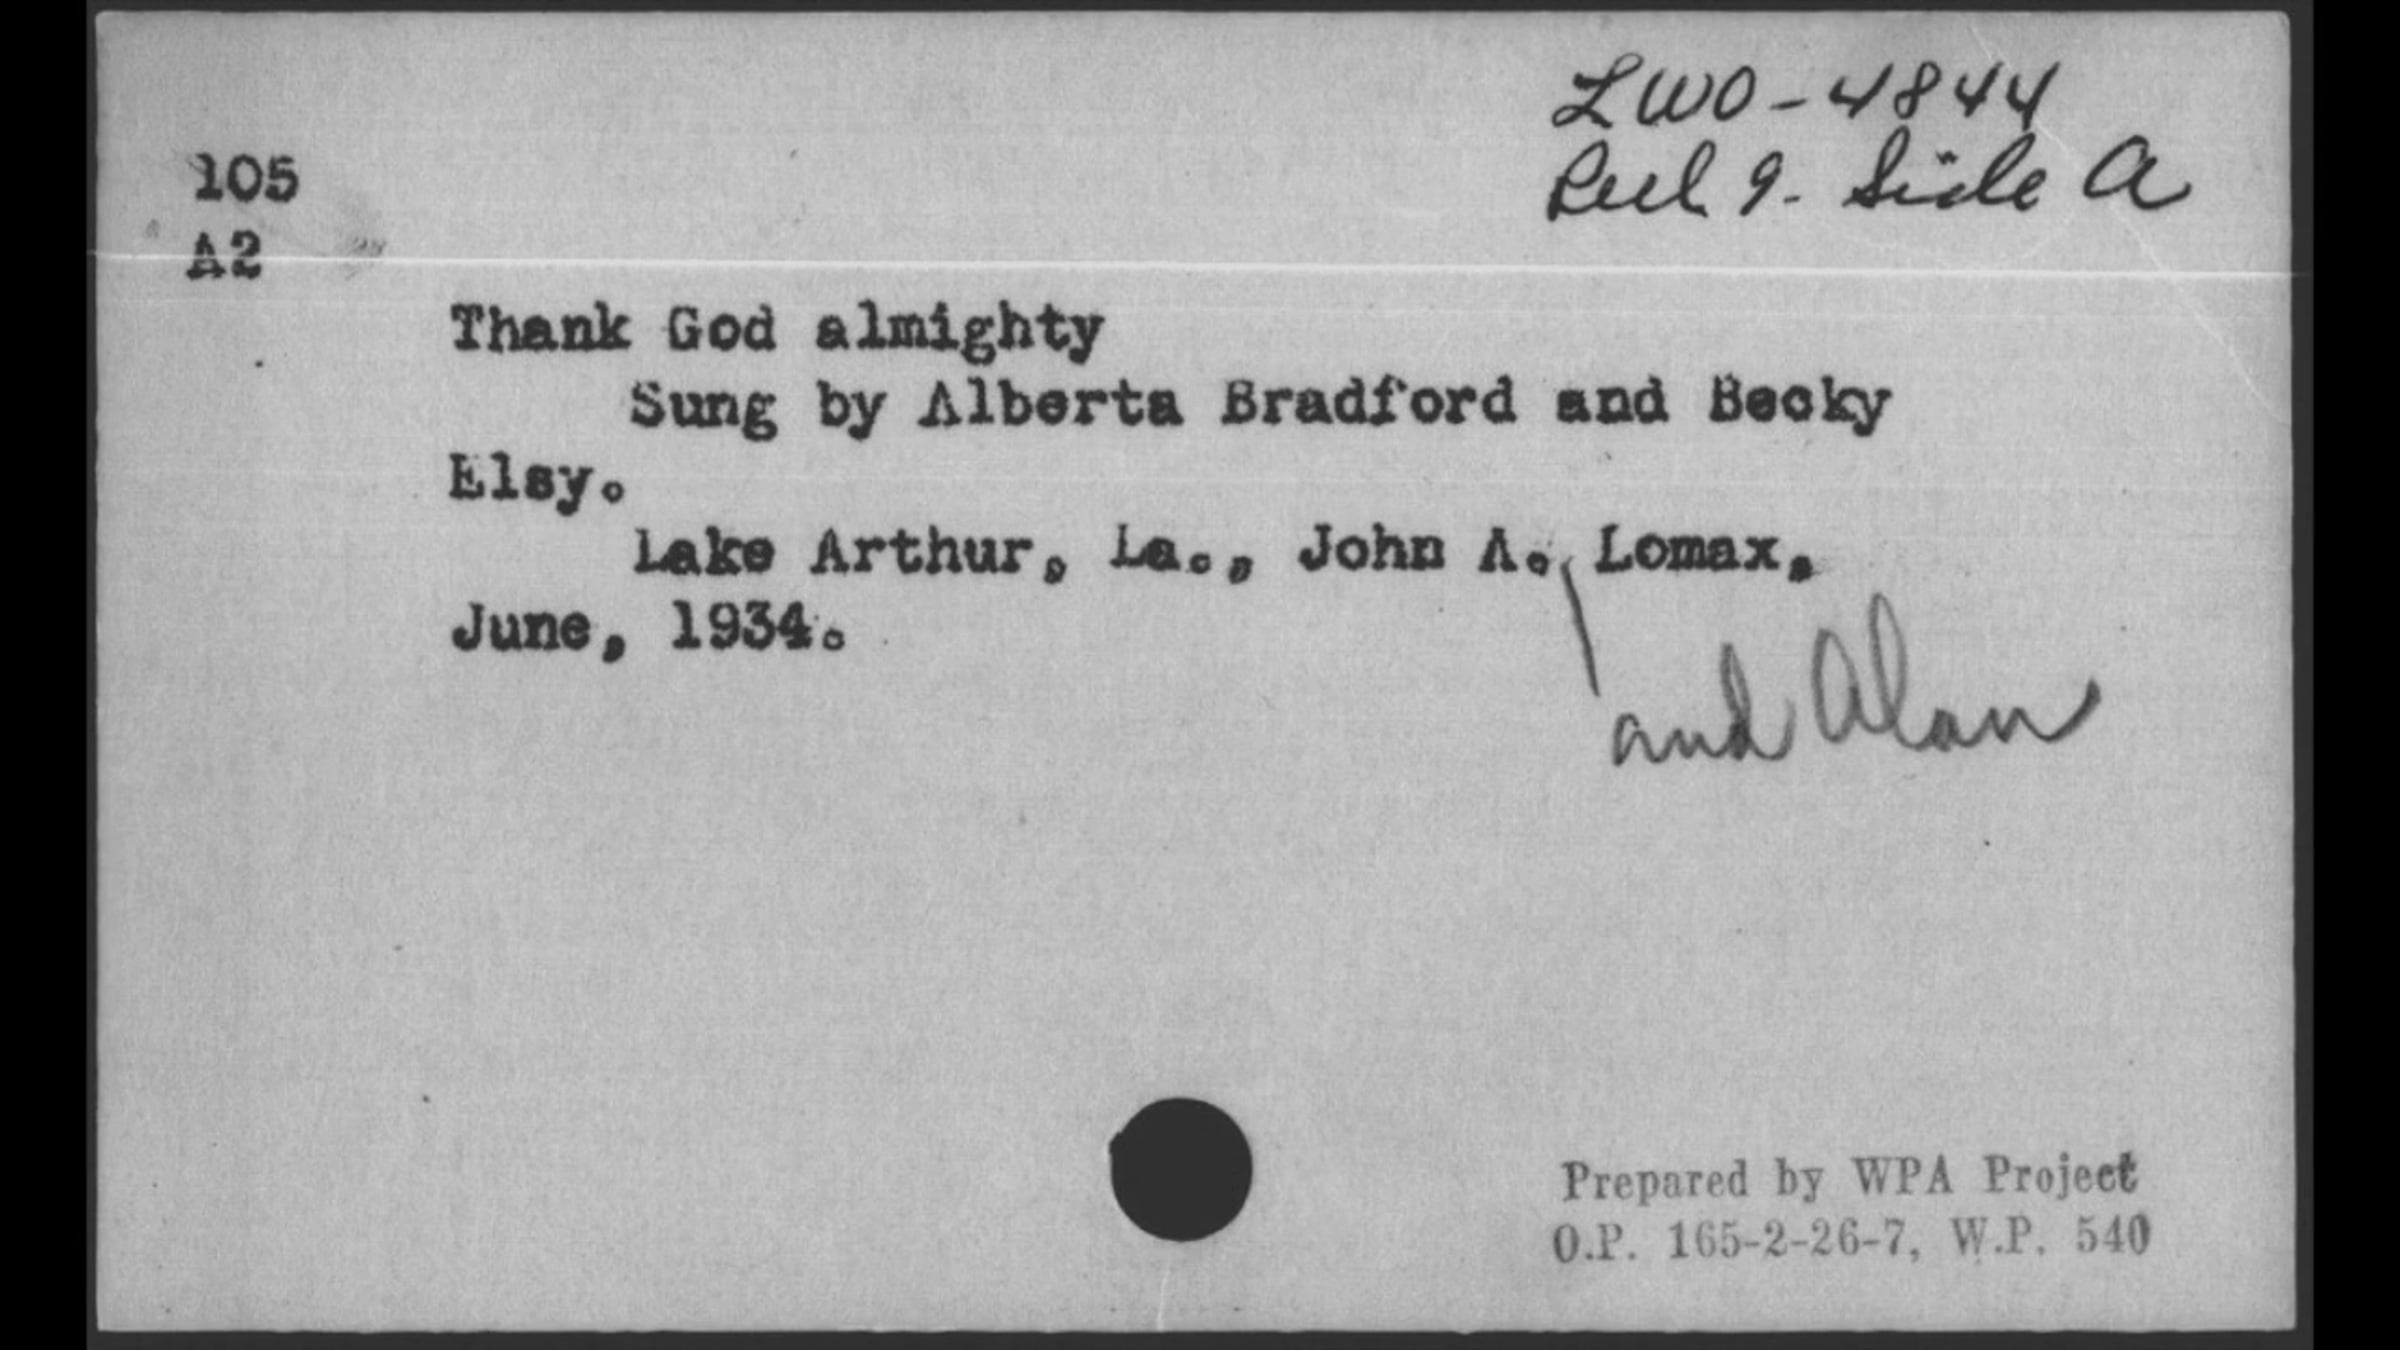 LWO-4844
Reel 9. Side A
105
A2
Thank God almighty
Sung by Alberta Bradford and Becky
Elsy.
Lake Arthur, La., John A. Lomax,
and Alan
June, 1934.
Prepared by WPA Project
O.P. 165-2-26-7, W.P. 540